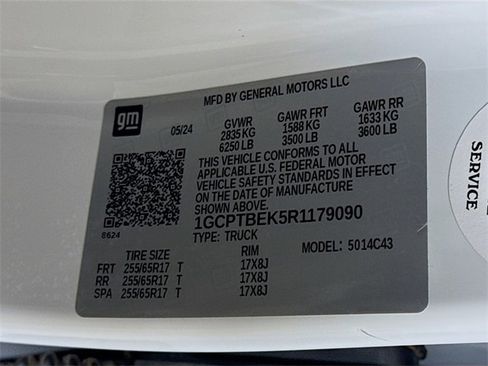 MFD BY GENERAL MOTORS LLC
gm
05/24
GVWR GAWR FRT GAWR RR
2835 KG 1588 KG 1633 KG
6250 LB 3500 LB 3600 LB
THIS VEHICLE CONFORMS TO ALL
APPLICABLE U.S. FEDERAL MOTOR
VEHICLE SAFETY STANDARDS IN EFFECT
ON THE DATE OF MANUFACTURE
SHOWN ABOVE.
1GCPTBEK5R1179090
8624
TYPE: TRUCK
MODEL: 5014C43
TIRE SIZE RIM
FRT 255/65R17 T 17X8J
RR 255/65R17 T 17X8J
SPA 255/65R17 T 17X8J
SERVICE